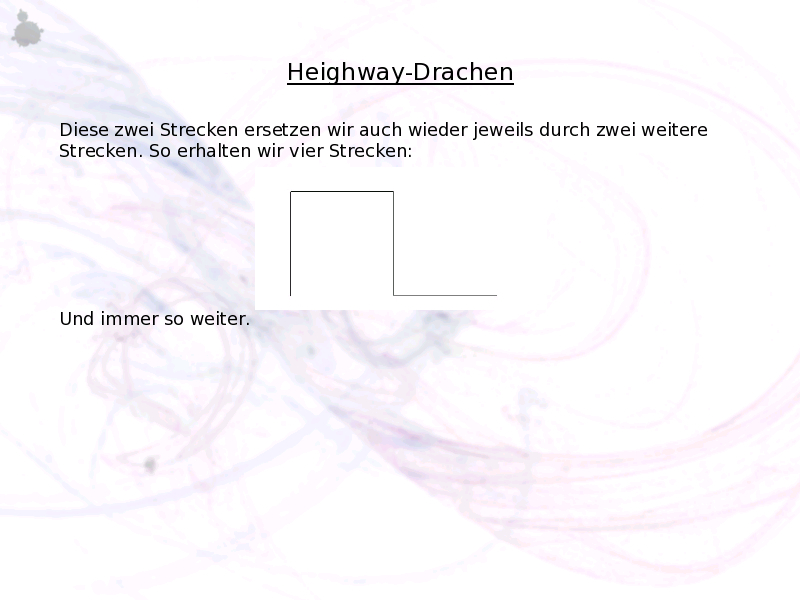 Heighway-Drachen
Diese zwei Strecken ersetzen wir auch wieder jeweils durch zwei weitere
Strecken. So erhalten wir vier Strecken:
Und immer so weiter.